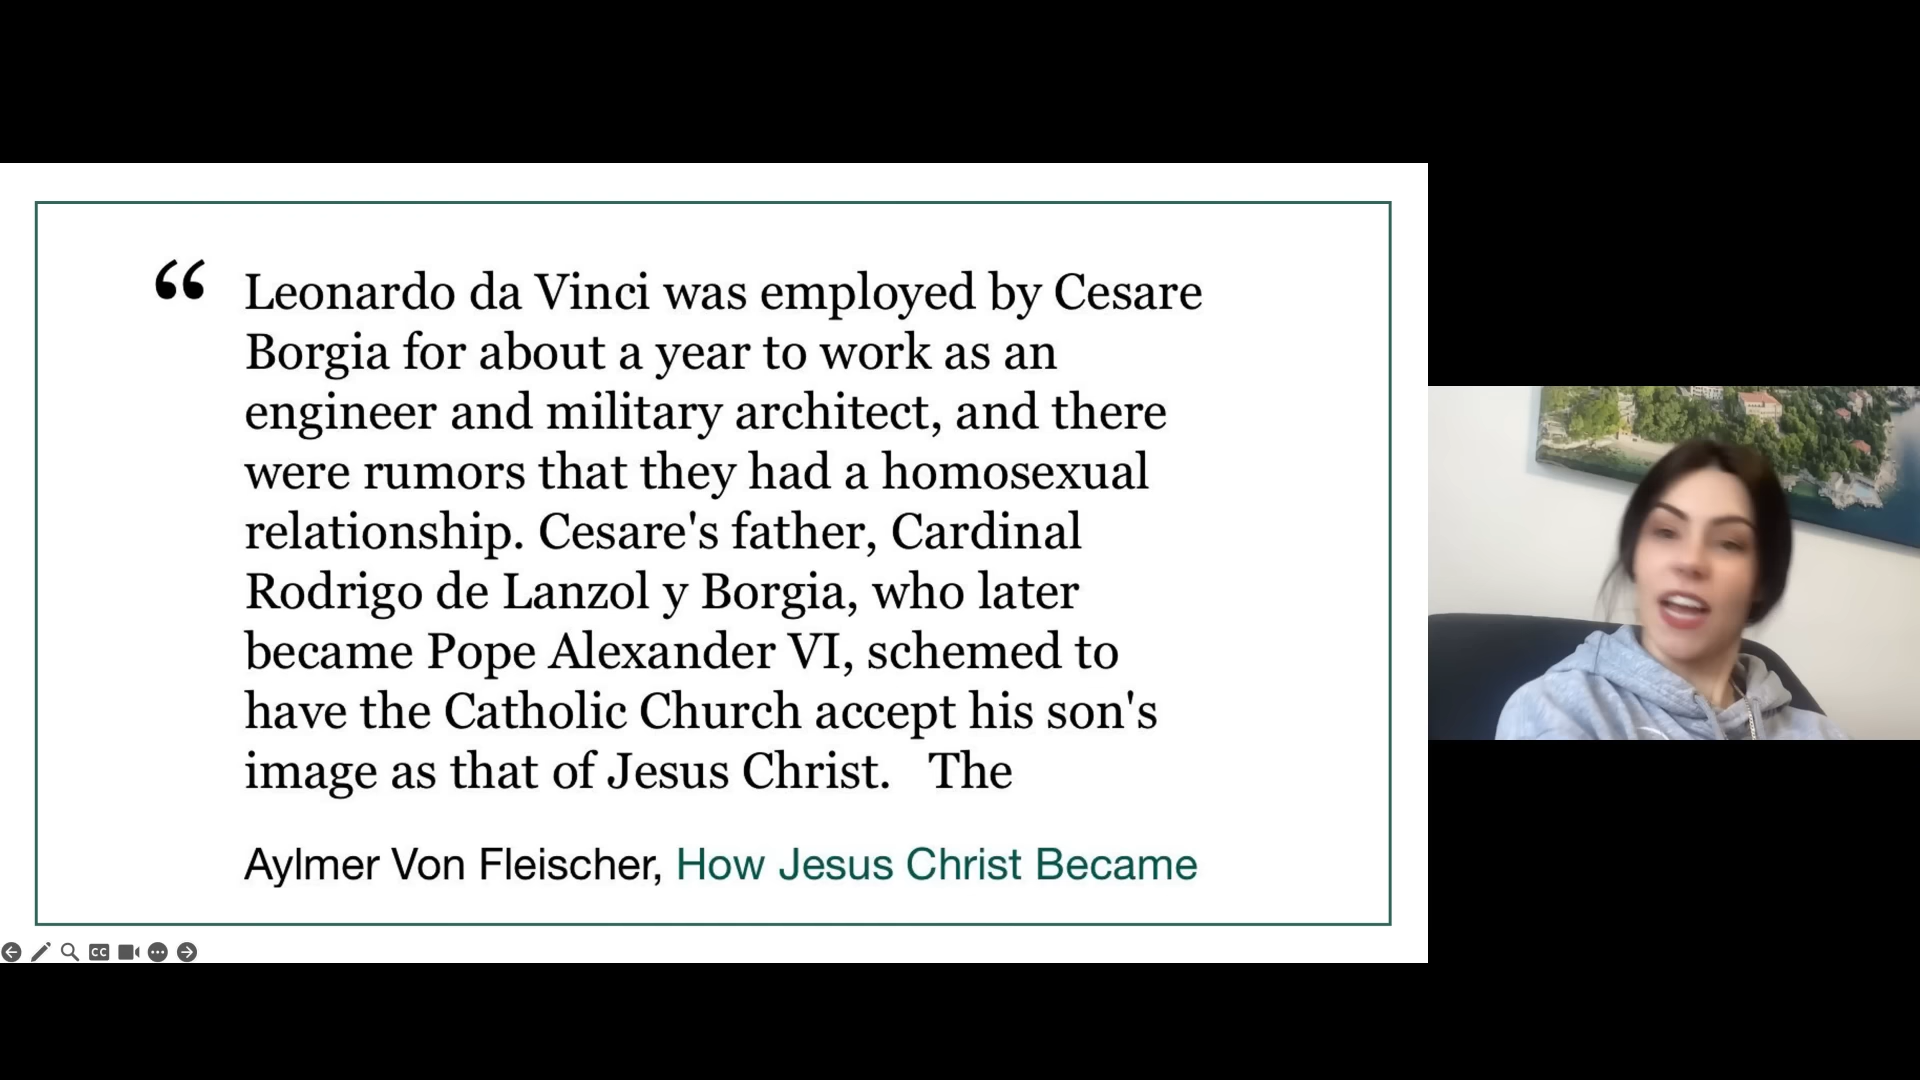 “ Leonardo da Vinci was employed by Cesare
Borgia for about a year to work as an
engineer and military architect, and there
were rumors that they had a homosexual
relationship. Cesare's father, Cardinal
Rodrigo de Lanzol y Borgia, who later
became Pope Alexander VI, schemed to
have the Catholic Church accept his son's
image as that of Jesus Christ.   The
Aylmer Von Fleischer, How Jesus Christ Became
CC